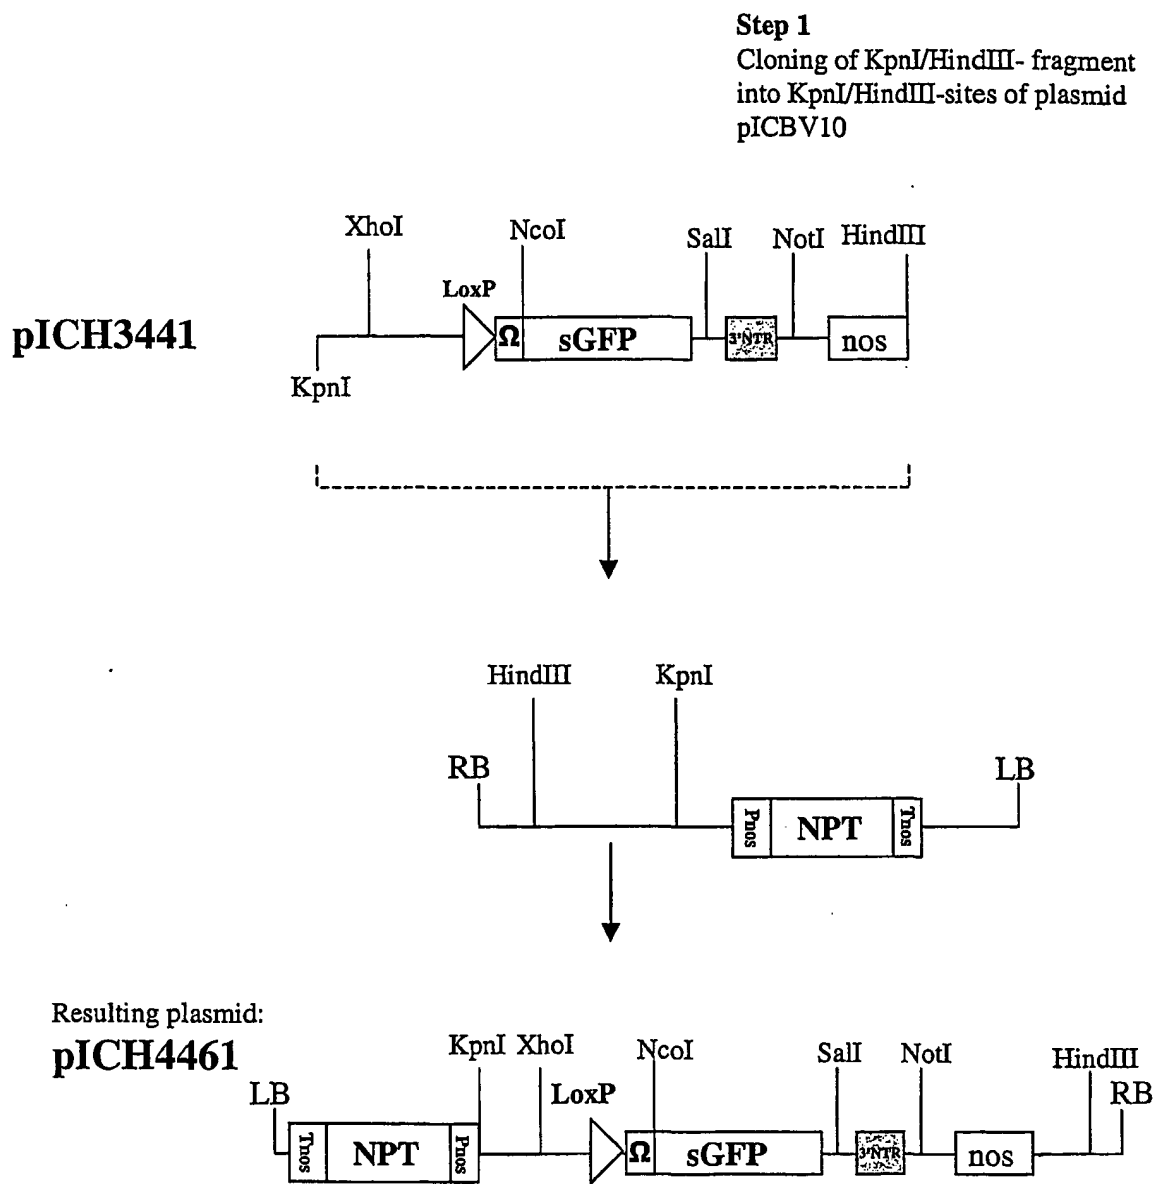 Step 1
Cloning of KpnI/HindIII- fragment
into KpnI/HindIII-sites of plasmid
pICBV10
XhoI
NcoI
SalI
NotI
HindIII
LoxP
pICH3441
Ω
sGFP
3'NTR
nos
KpnI
HindIII
KpnI
RB
LB
Pnos
NPT
Tnos
Resulting plasmid:
pICH4461
KpnI
XhoI
NcoI
SalI
NotI
HindIII
LB
LoxP
RB
Tnos
NPT
Pnos
Ω
sGFP
3'NTR
nos